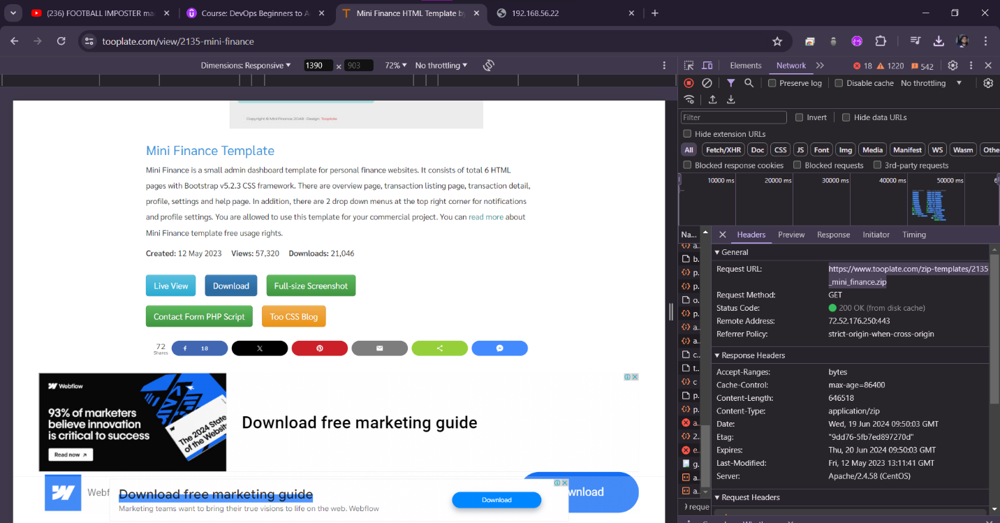 (236) FOOTBALL IMPOSTER ma
Course: DevOps Beginners to A
Mini Finance HTML Template by
192.168.56.22
tooplate.com/view/2135-mini-finance
Dimensions: Responsive
1390 × 903
72%
No throttling
Elements
Network
18
1220
542
Preserve log
Disable cache
No throttling
Filter
Invert
Hide data URLs
Hide extension URLs
All
Fetch/XHR
Doc
CSS
JS
Font
Img
Media
Manifest
WS
Wasm
Othe
Blocked response cookies
Blocked requests
3rd-party requests
10000 ms
20000 ms
30000 ms
40000 ms
50000 ms
6
Copyright © Mini Finance 2048 - Design: Tooplate
Mini Finance Template
Mini Finance is a small admin dashboard template for personal finance websites. It consists of total 6 HTML
pages with Bootstrap v5.2.3 CSS framework. There are overview page, transaction listing page, transaction detail,
profile, settings and help page. In addition, there are 2 drop down menus at the top right corner for notifications
and profile settings. You are allowed to use this template for your commercial project. You can read more about
Mini Finance template free usage rights.
Created: 12 May 2023 Views: 57,320 Downloads: 21,046
Live View
Download
Full-size Screenshot
Contact Form PHP Script
Too CSS Blog
72
Shares
18
Webflow
93% of marketers
believe innovation
is critical to success
Read now
The 2024 State
of the Website
Download free marketing guide
Webf
Download free marketing guide
Marketing teams want to bring their true visions to life on the web. Webflow
Download
wnload
Na...
a..
b.
p.
p.
o.
p.
a.
a.
c..
t..
c
p.
p.
a..
2..
e..
g.
a.
a.
reque
Headers
Preview
Response
Initiator
Timing
General
Request URL: https://www.tooplate.com/zip-templates/2135
_mini_finance.zip
Request Method: GET
Status Code: 200 OK (from disk cache)
Remote Address: 72.52.176.250:443
Referrer Policy: strict-origin-when-cross-origin
Response Headers
Accept-Ranges: bytes
Cache-Control: max-age=86400
Content-Length: 646518
Content-Type: application/zip
Date: Wed, 19 Jun 2024 09:50:03 GMT
Etag: "9dd76-5fb7ed897270d"
Expires: Thu, 20 Jun 2024 09:50:03 GMT
Last-Modified: Fri, 12 May 2023 13:11:41 GMT
Server: Apache/2.4.58 (CentOS)
Request Headers